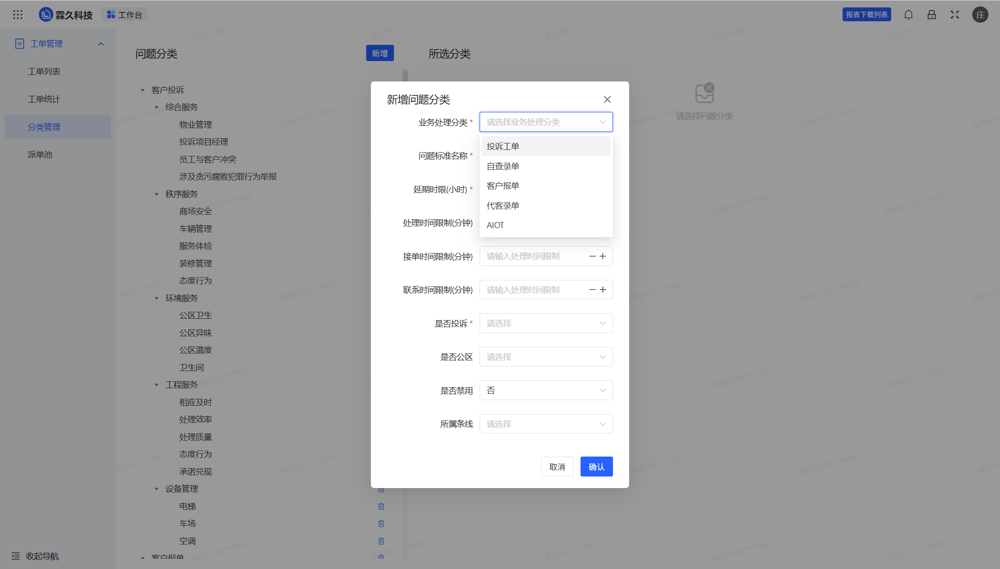 霖久科技
工作台
报表下载列表
庄
工单管理
工单列表
工单统计
分类管理
派单池
收起导航
问题分类
新增
客户投诉
综合服务
物业管理
投诉项目经理
员工与客户冲突
涉及贪污腐败犯罪行为举报
秩序服务
商场安全
车辆管理
服务体检
装修管理
态度行为
环境服务
公区卫生
公区异味
公区温度
卫生间
工程服务
相应及时
处理效率
处理质量
态度行为
承诺兑现
设备管理
电梯
车场
空调
客户报单
所选分类
请选择问题分类
新增问题分类
业务处理分类 *
请选择业务处理分类
投诉工单
自查录单
客户报单
代客录单
AIOT
问题标准名称 *
延期时限(小时) *
处理时间限制(分钟)
接单时间限制(分钟)
请输入处理时间限制
联系时间限制(分钟)
请输入处理时间限制
是否投诉 *
请选择
是否公区
请选择
是否禁用
否
所属条线
请选择
取消
确认
庄晨光182****9693